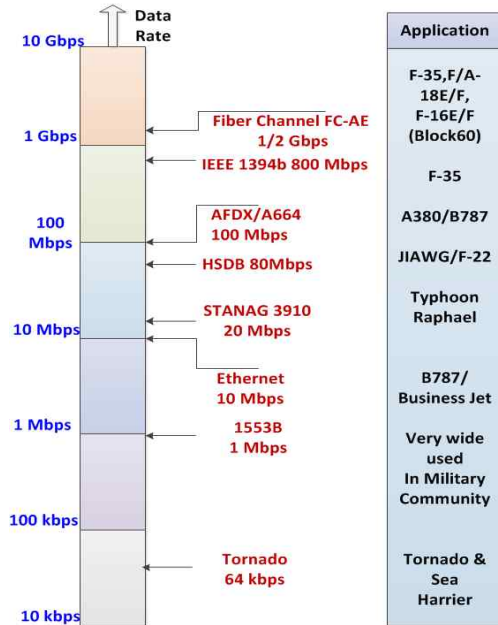 Data
Rate
10 Gbps
1 Gbps
100
Mbps
10 Mbps
1 Mbps
100 kbps
10 kbps
Fiber Channel FC-AE
1/2 Gbps
IEEE 1394b 800 Mbps
AFDX/A664
100 Mbps
HSDB 80Mbps
STANAG 3910
20 Mbps
Ethernet
10 Mbps
1553B
1 Mbps
Tornado
64 kbps
Application
F-35,F/A-
18E/F,
F-16E/F
(Block60)
F-35
A380/B787
JIAWG/F-22
Typhoon
Raphael
B787/
Business Jet
Very wide
used
In Military
Community
Tornado &
Sea
Harrier